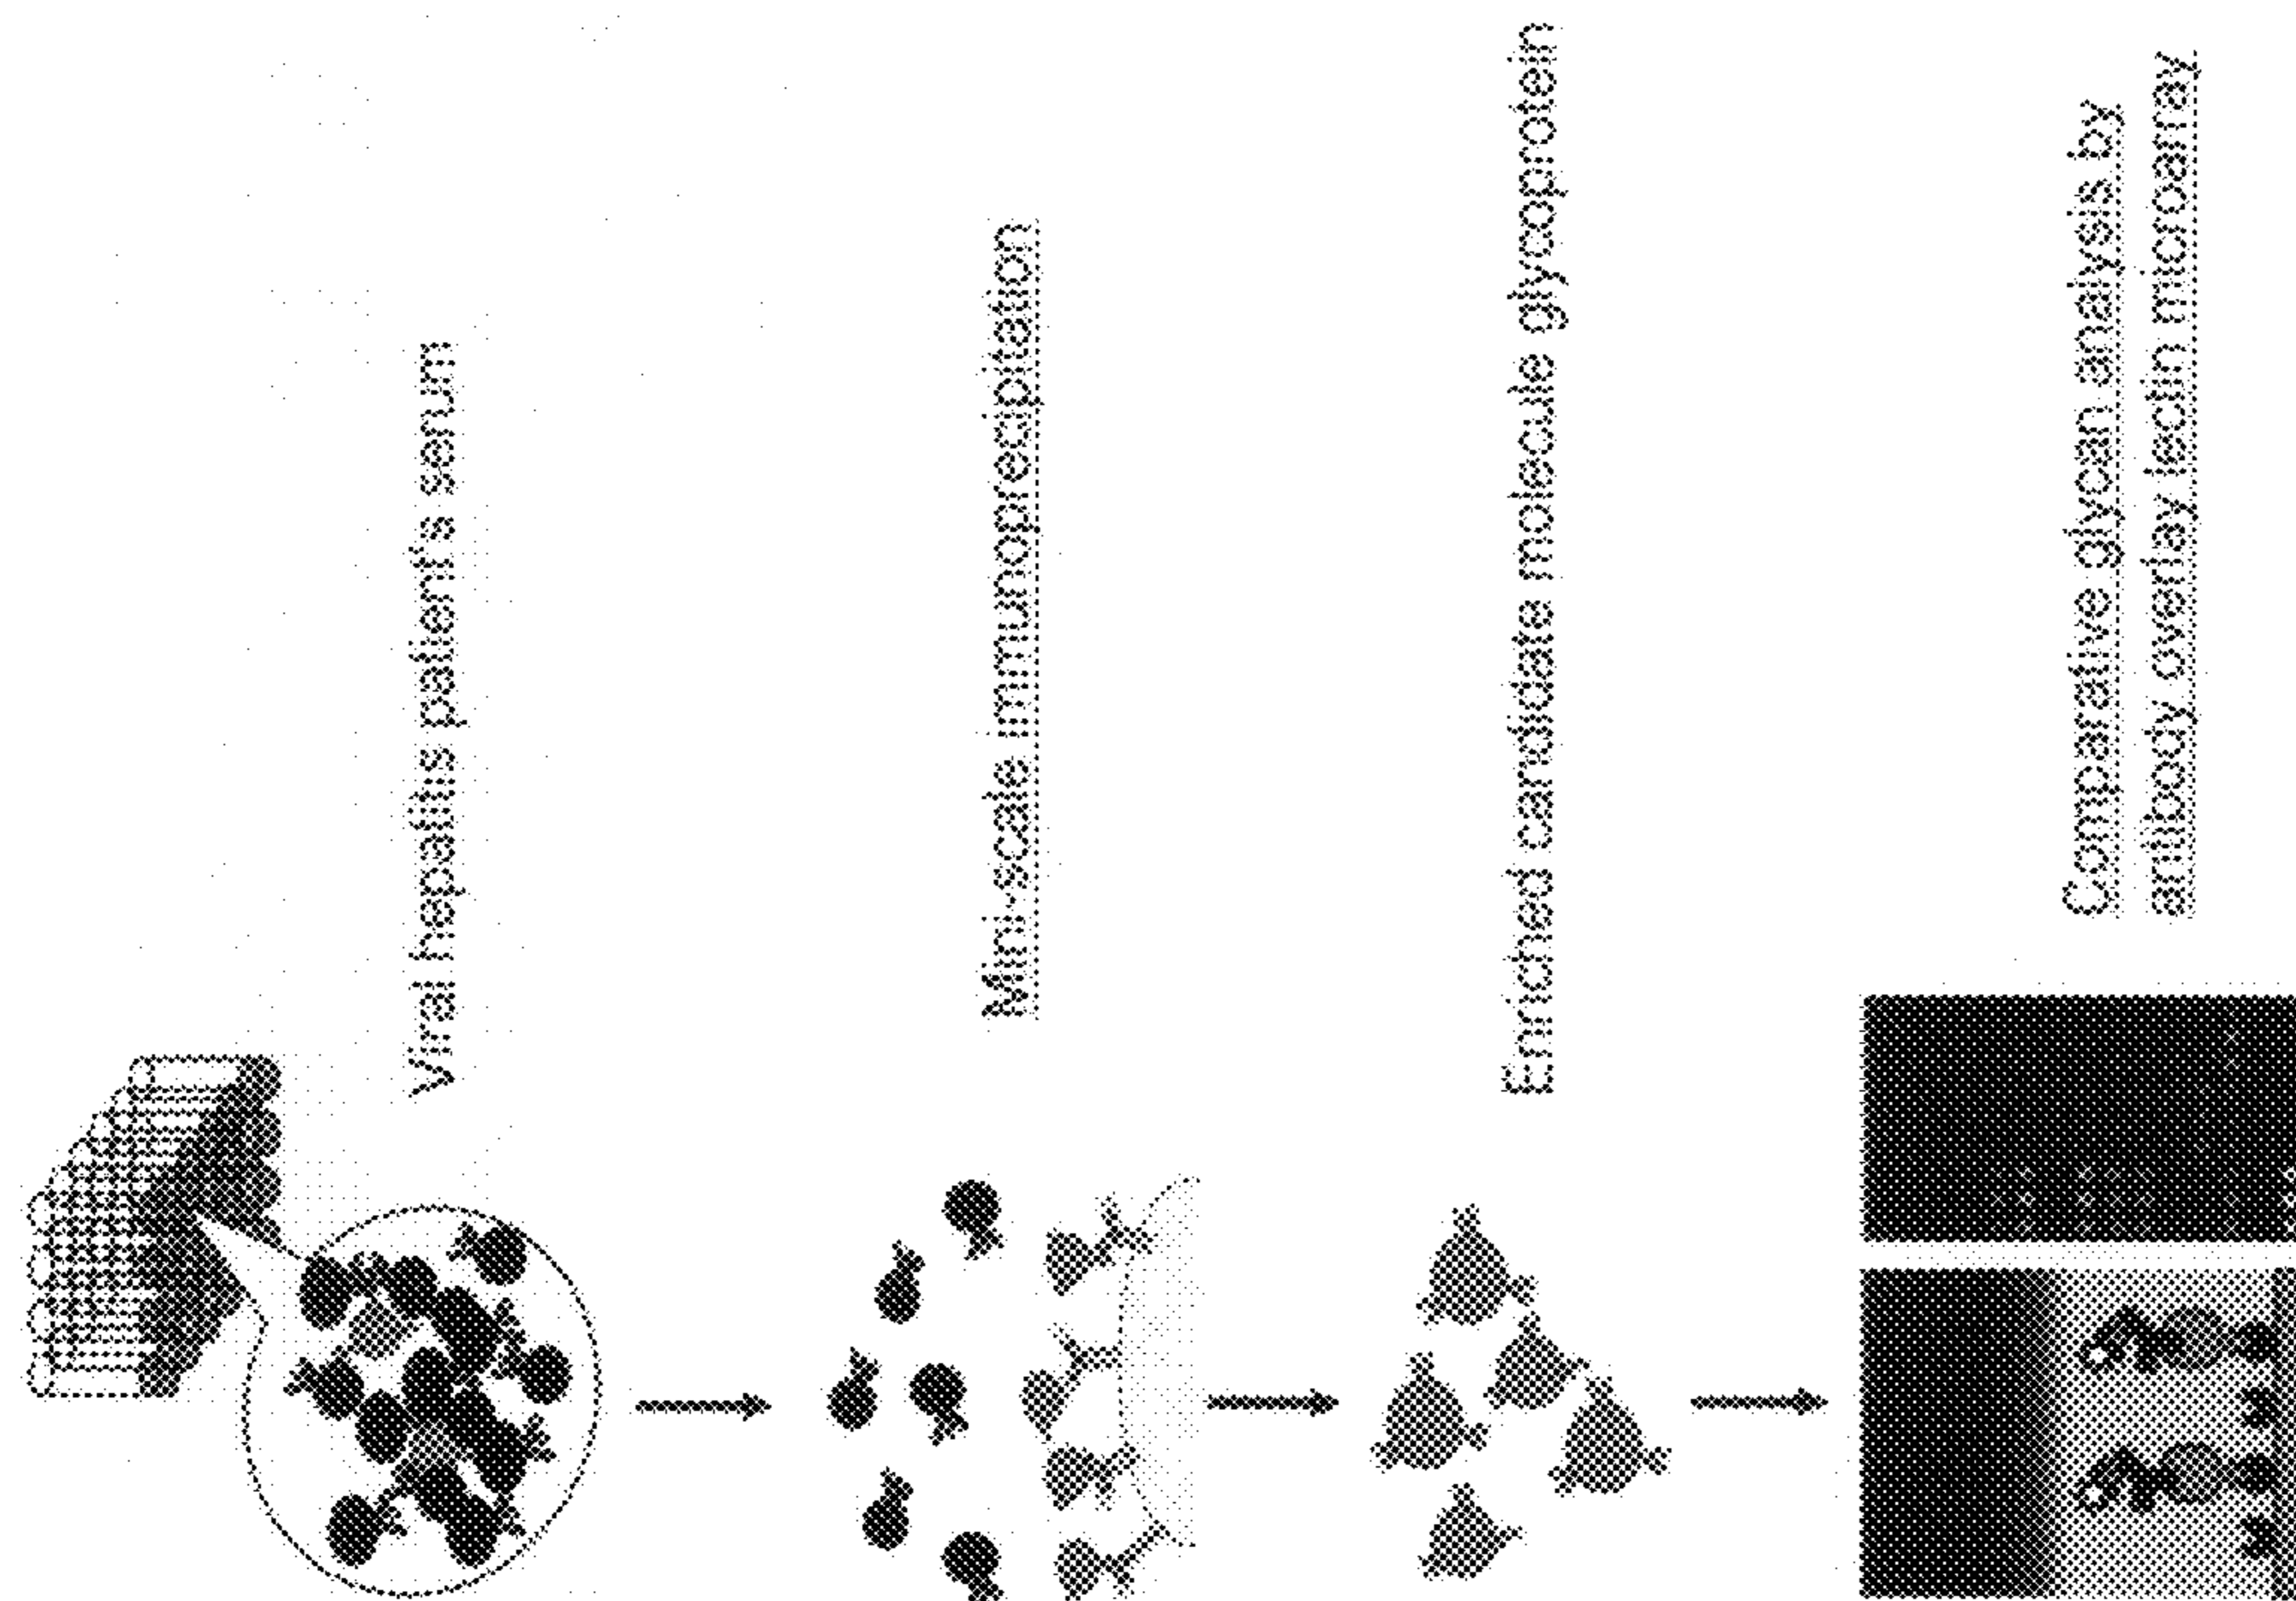 Viral hepatitis patient's serum
Mini-scale immunoprecipitation
Enriched candidate molecule glycoprotein
Comparative glycan analysis by
antibody overlay lectin microarray